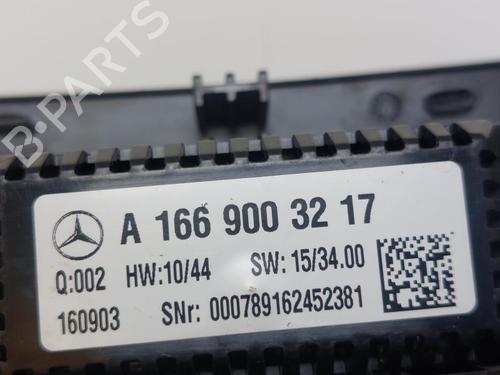 A 166 900 32 17
Q:002 HW:10/44 SW: 15/34.00
160903 SNr: 000789162452381
B-PARTS